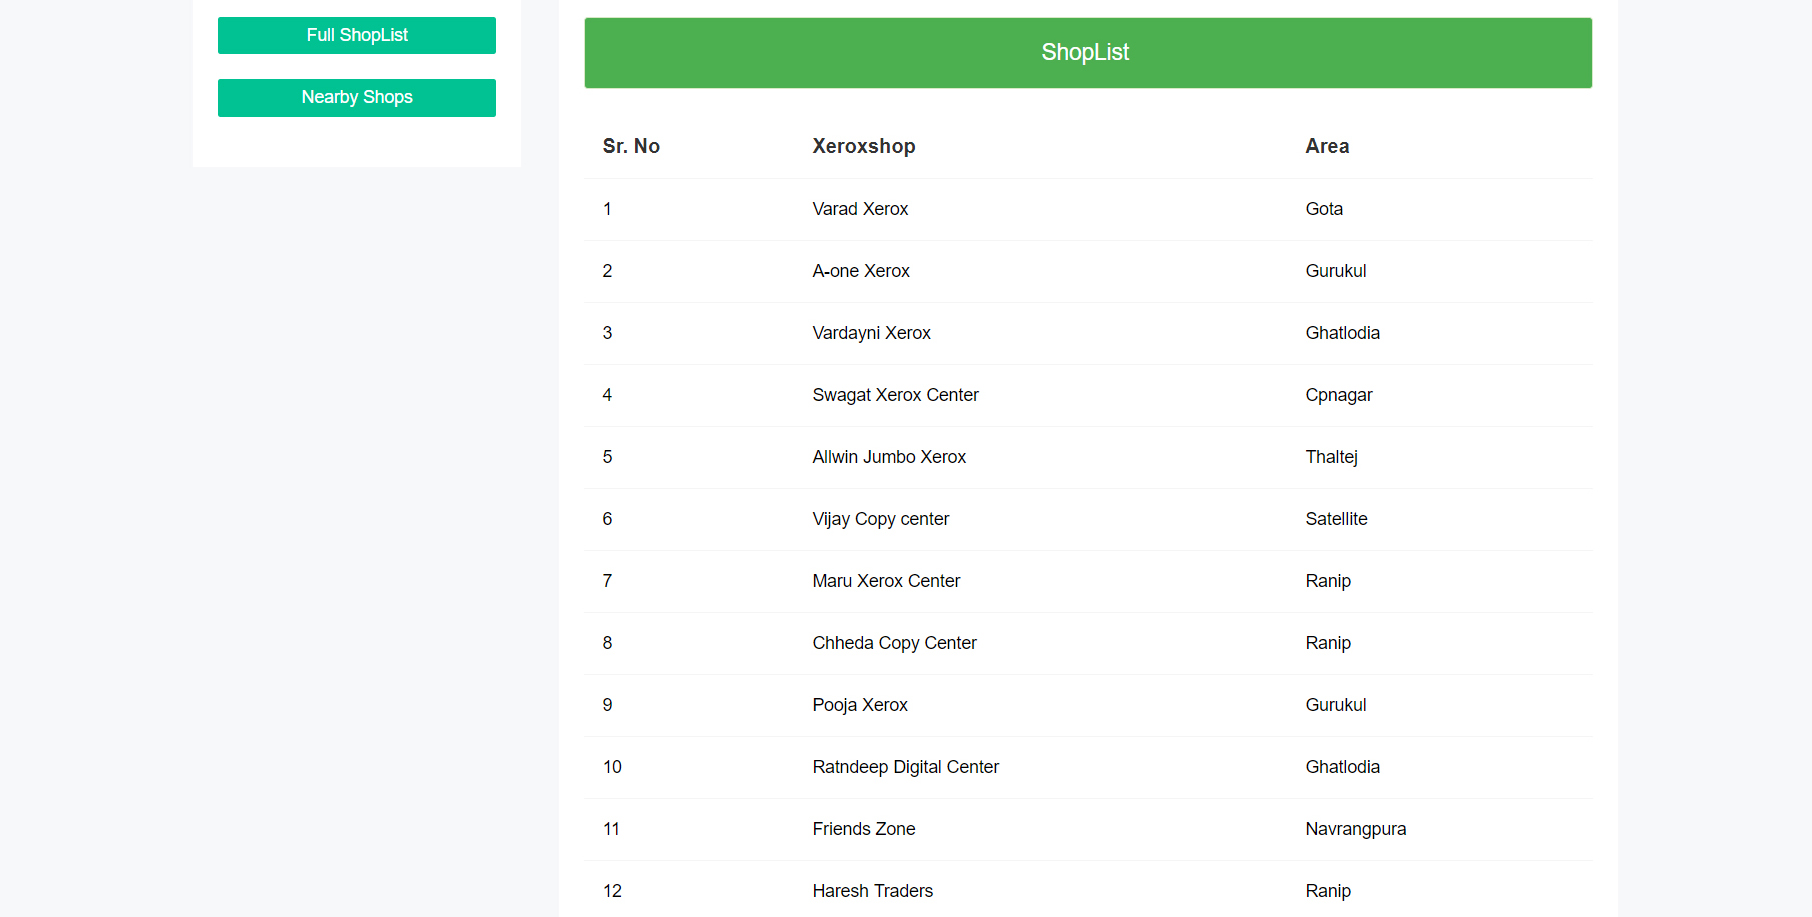 Full ShopList
Nearby Shops
ShopList
Sr. No Xeroxshop Area
1 Varad Xerox Gota
2 A-one Xerox Gurukul
3 Vardayni Xerox Ghatlodia
4 Swagat Xerox Center Cpnagar
5 Allwin Jumbo Xerox Thaltej
6 Vijay Copy center Satellite
7 Maru Xerox Center Ranip
8 Chheda Copy Center Ranip
9 Pooja Xerox Gurukul
10 Ratndeep Digital Center Ghatlodia
11 Friends Zone Navrangpura
12 Haresh Traders Ranip